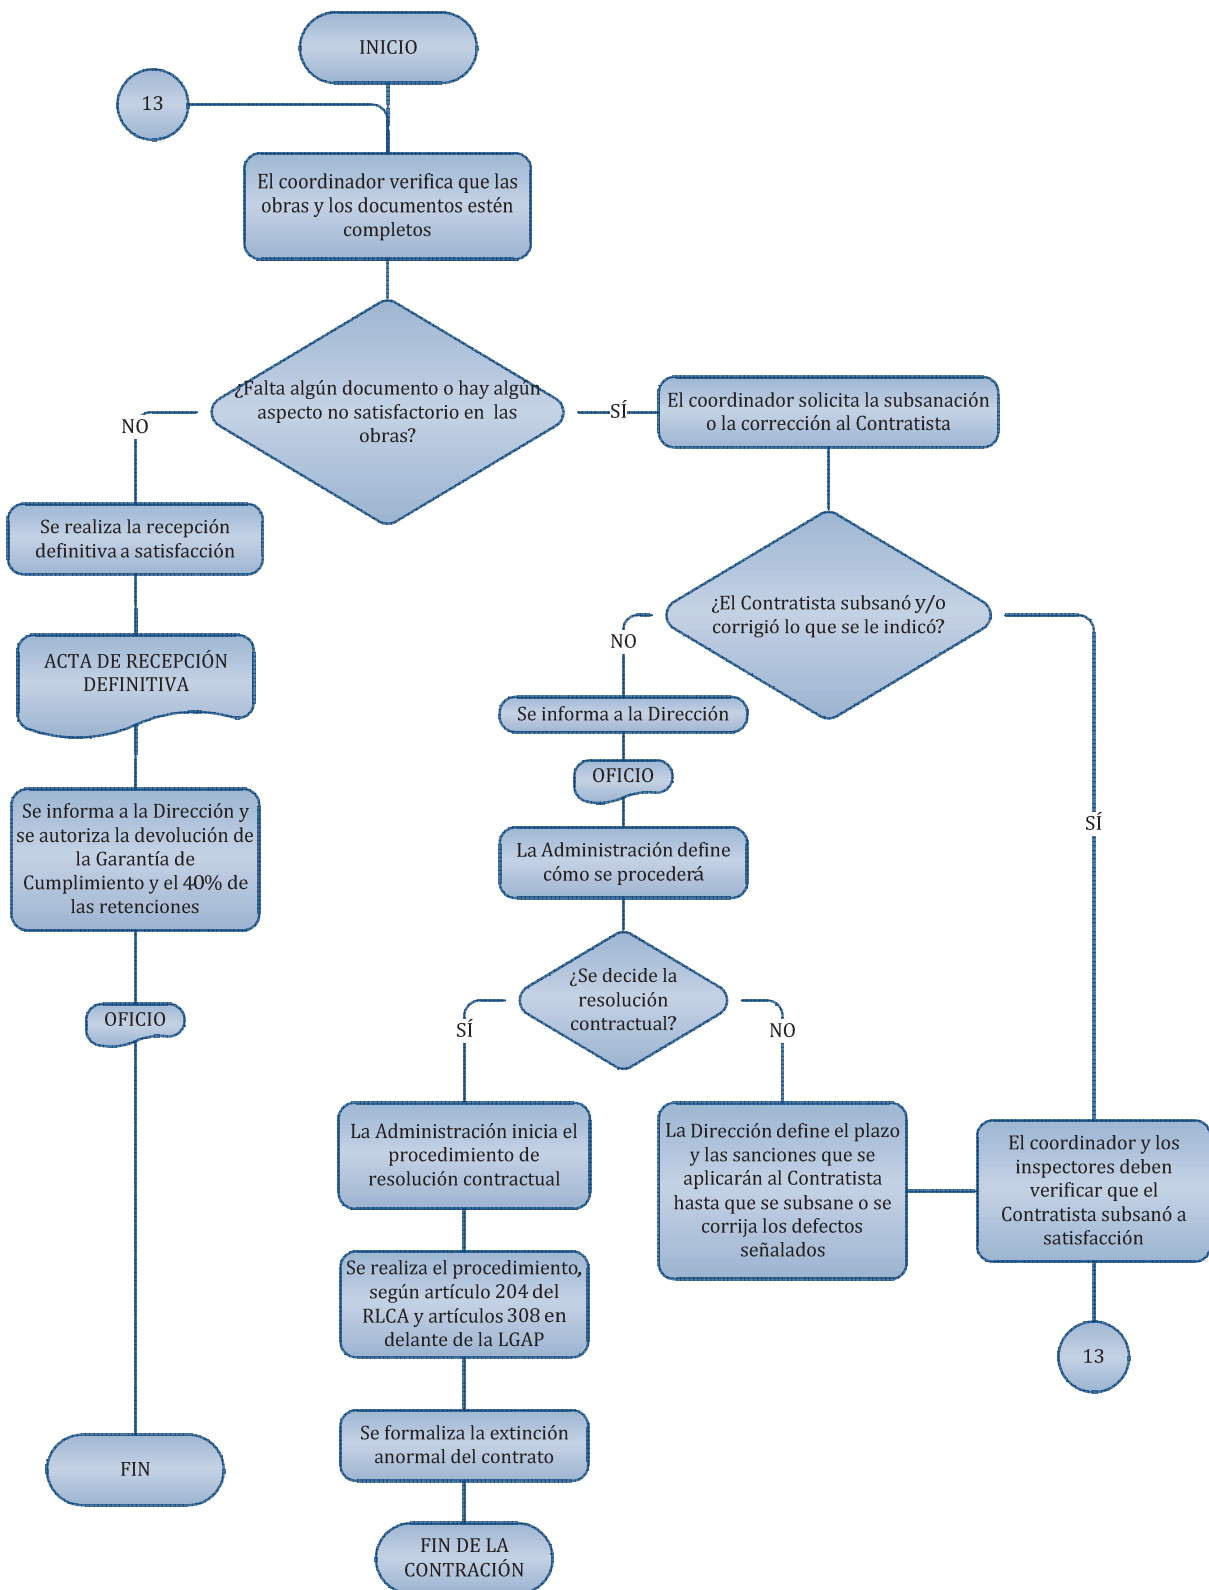 INICIO
13
El coordinador verifica que las
obras y los documentos estén
completos
¿Falta algún documento o hay algún
aspecto no satisfactorio en las
obras?
NO
SÍ
El coordinador solicita la subsanación
o la corrección al Contratista
Se realiza la recepción
definitiva a satisfacción
¿El Contratista subsanó y/o
corrigió lo que se le indicó?
NO
SÍ
ACTA DE RECEPCIÓN
DEFINITIVA
Se informa a la Dirección
OFICIO
Se informa a la Dirección y
se autoriza la devolución de
la Garantía de
Cumplimiento y el 40% de
las retenciones
La Administración define
cómo se procederá
OFICIO
¿Se decide la
resolución
contractual?
SÍ
NO
La Administración inicia el
procedimiento de
resolución contractual
La Dirección define el plazo
y las sanciones que se
aplicarán al Contratista
hasta que se subsane o se
corrija los defectos
señalados
El coordinador y los
inspectores deben
verificar que el
Contratista subsanó a
satisfacción
Se realiza el procedimiento,
según artículo 204 del
RLCA y artículos 308 en
delante de la LGAP
13
Se formaliza la extinción
anormal del contrato
FIN
FIN DE LA
CONTRACIÓN